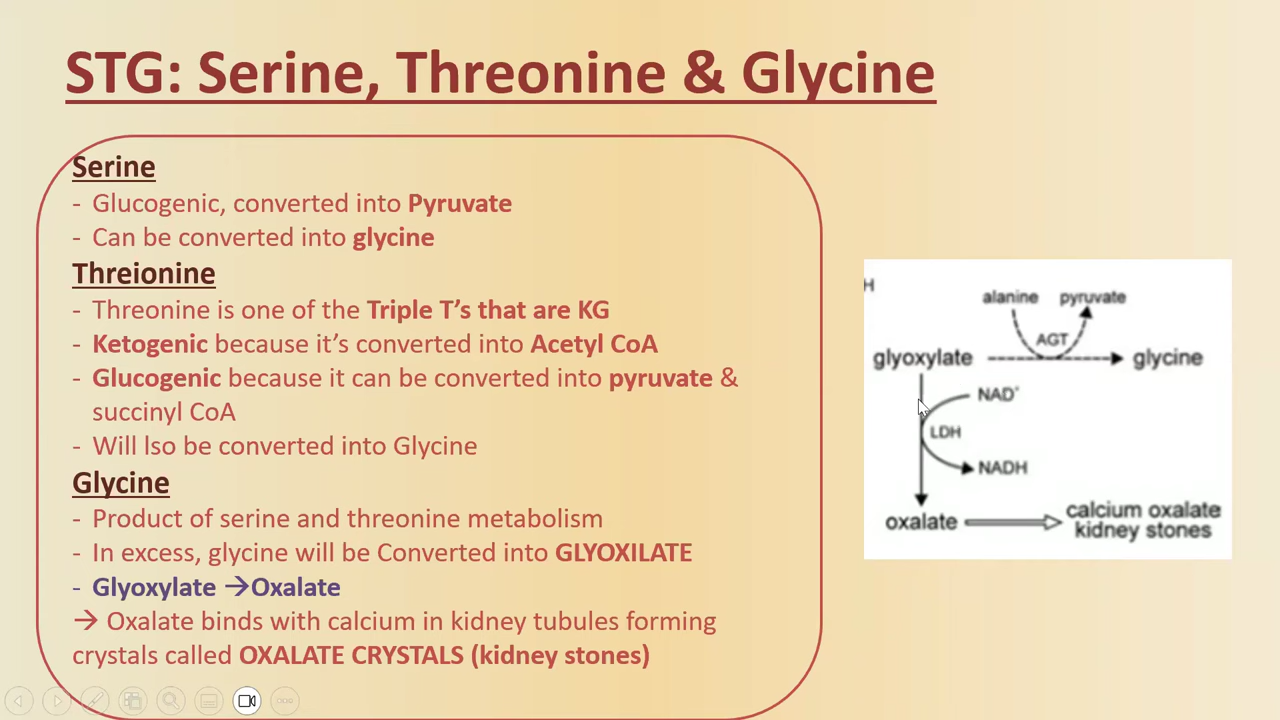 STG: Serine, Threonine & Glycine
Serine
- Glucogenic, converted into Pyruvate
- Can be converted into glycine
Threionine
- Threonine is one of the Triple T’s that are KG
- Ketogenic because it’s converted into Acetyl CoA
- Glucogenic because it can be converted into pyruvate &
succinyl CoA
- Will lso be converted into Glycine
Glycine
- Product of serine and threonine metabolism
- In excess, glycine will be Converted into GLYOXILATE
- Glyoxylate →Oxalate
→ Oxalate binds with calcium in kidney tubules forming
crystals called OXALATE CRYSTALS (kidney stones)
H
alanine pyruvate
AGT
glyoxylate glycine
NAD+
LDH
NADH
oxalate
calcium oxalate
kidney stones